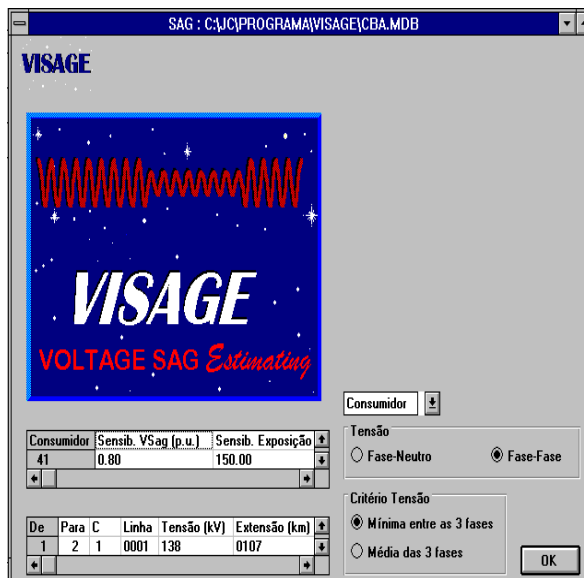 SAG : C:\JC\PROGRAMA\VISAGE\CBA.MDB
VISAGE
VISAGE
VOLTAGE SAG Estimating
Consumidor
Consumidor Sensib. VSag (p.u.) Sensib. Exposição
41 0.80 150.00
Tensão
Fase-Neutro Fase-Fase
Critério Tensão
Mínima entre as 3 fases
Média das 3 fases
De Para C Linha Tensão (kV) Extensão (km)
1 2 1 0001 138 0107
OK